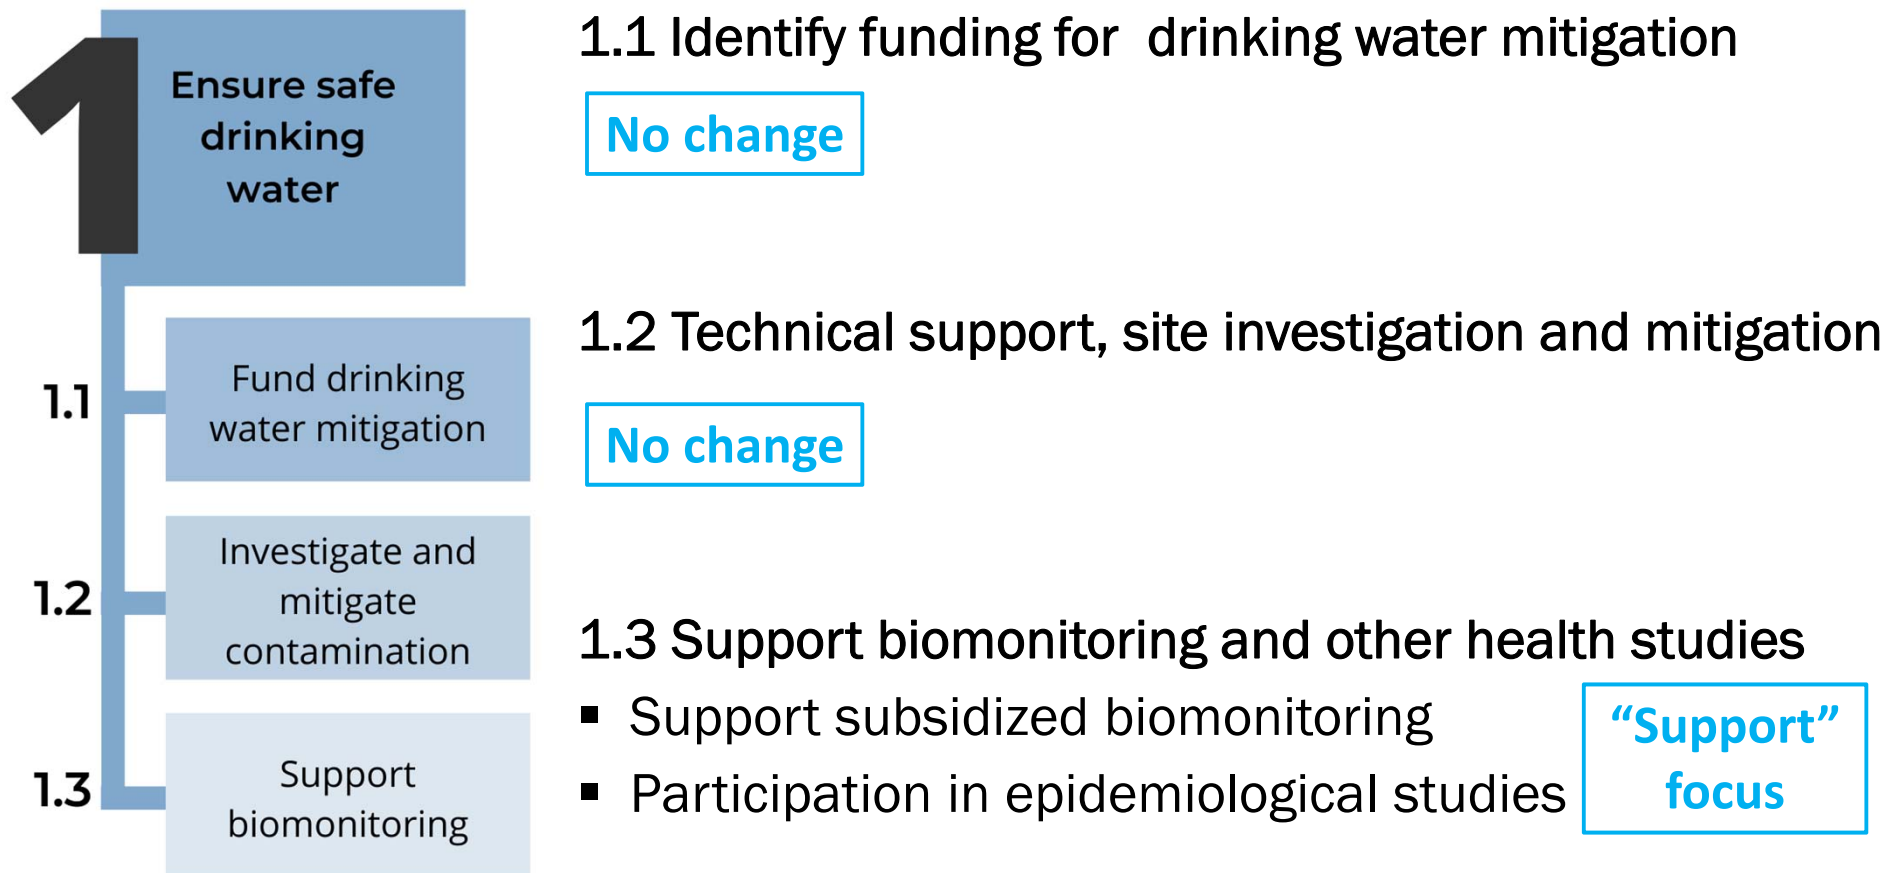 1
Ensure safe
drinking
water
1.1
Fund drinking
water mitigation
1.2
Investigate and
mitigate
contamination
1.3
Support
biomonitoring
1.1 Identify funding for  drinking water mitigation
No change
1.2 Technical support, site investigation and mitigation
No change
1.3 Support biomonitoring and other health studies
▪ Support subsidized biomonitoring
▪ Participation in epidemiological studies
“Support”
focus